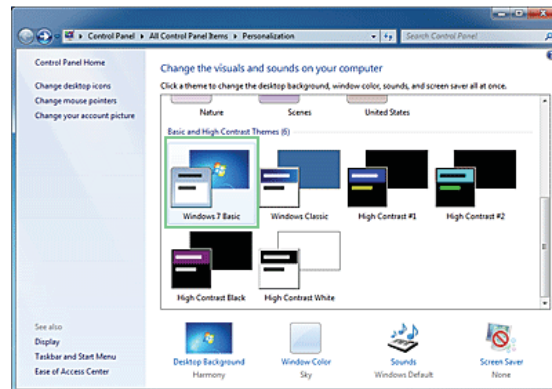 Control Panel ▸ All Control Panel Items ▸ Personalization
Search Control Panel
Control Panel Home
Change desktop icons
Change mouse pointers
Change your account picture
Change the visuals and sounds on your computer
Click a theme to change the desktop background, window color, sounds, and screen saver all at once.
Nature Scenes United States
Basic and High Contrast Themes (6)
Windows 7 Basic Windows Classic High Contrast #1 High Contrast #2
High Contrast Black High Contrast White
See also
Display
Taskbar and Start Menu
Ease of Access Center
Desktop Background Window Color Sounds Screen Saver
Harmony Sky Windows Default None